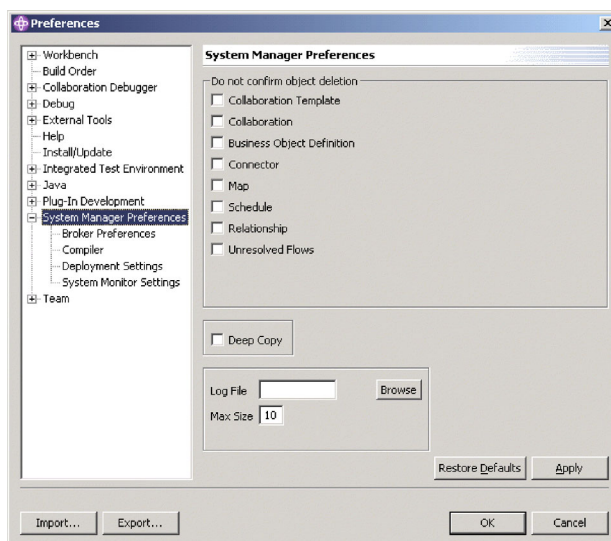 Preferences
Workbench
Build Order
Collaboration Debugger
Debug
External Tools
Help
Install/Update
Integrated Test Environment
Java
Plug-In Development
System Manager Preferences
Broker Preferences
Compiler
Deployment Settings
System Monitor Settings
Team
System Manager Preferences
Do not confirm object deletion
Collaboration Template
Collaboration
Business Object Definition
Connector
Map
Schedule
Relationship
Unresolved Flows
Deep Copy
Log File
Browse
Max Size 10
Restore Defaults
Apply
Import...
Export...
OK
Cancel